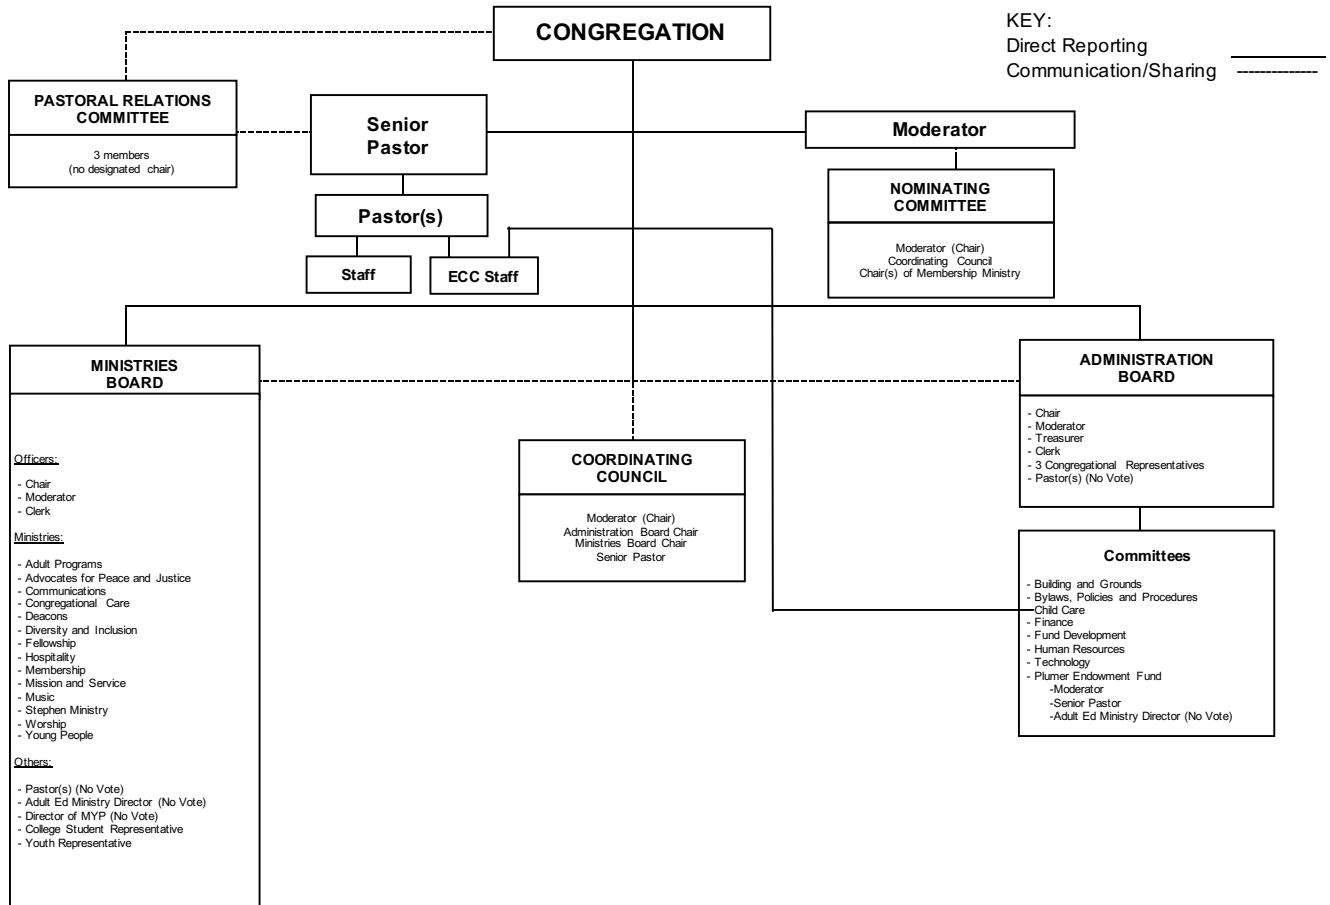 CONGREGATION
KEY:
Direct Reporting
Communication/Sharing
PASTORAL RELATIONS
COMMITTEE
3 members
(no designated chair)
Senior
Pastor
Moderator
Pastor(s)
Staff
ECC Staff
NOMINATING
COMMITTEE
Moderator (Chair)
Coordinating Council
Chair(s) of Membership Ministry
MINISTRIES
BOARD
Officers:
- Chair
- Moderator
- Clerk
Ministries:
- Adult Programs
- Advocates for Peace and Justice
- Communications
- Congregational Care
- Deacons
- Diversity and Inclusion
- Fellowship
- Hospitality
- Membership
- Mission and Service
- Music
- Stephen Ministry
- Worship
- Young People
Others:
- Pastor(s) (No Vote)
- Adult Ed Ministry Director (No Vote)
- Director of MYP (No Vote)
- College Student Representative
- Youth Representative
COORDINATING
COUNCIL
Moderator (Chair)
Administration Board Chair
Ministries Board Chair
Senior Pastor
ADMINISTRATION
BOARD
- Chair
- Moderator
- Treasurer
- Clerk
- 3 Congregational Representatives
- Pastor(s) (No Vote)
Committees
- Building and Grounds
- Bylaws, Policies and Procedures
- Child Care
- Finance
- Fund Development
- Human Resources
- Technology
- Plumer Endowment Fund
-Moderator
-Senior Pastor
-Adult Ed Ministry Director (No Vote)